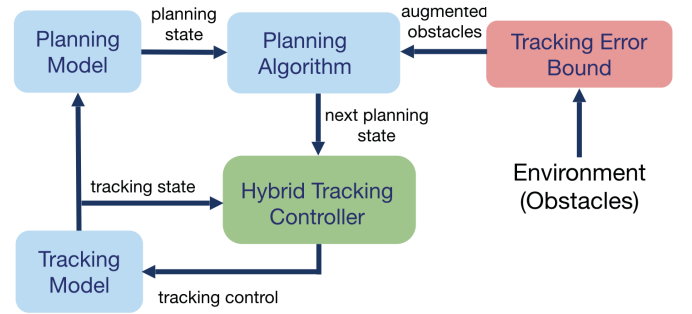 Planning
Model
planning
state
Planning
Algorithm
augmented
obstacles
Tracking Error
Bound
next planning
state
Environment
(Obstacles)
tracking state
Hybrid Tracking
Controller
Tracking
Model
tracking control